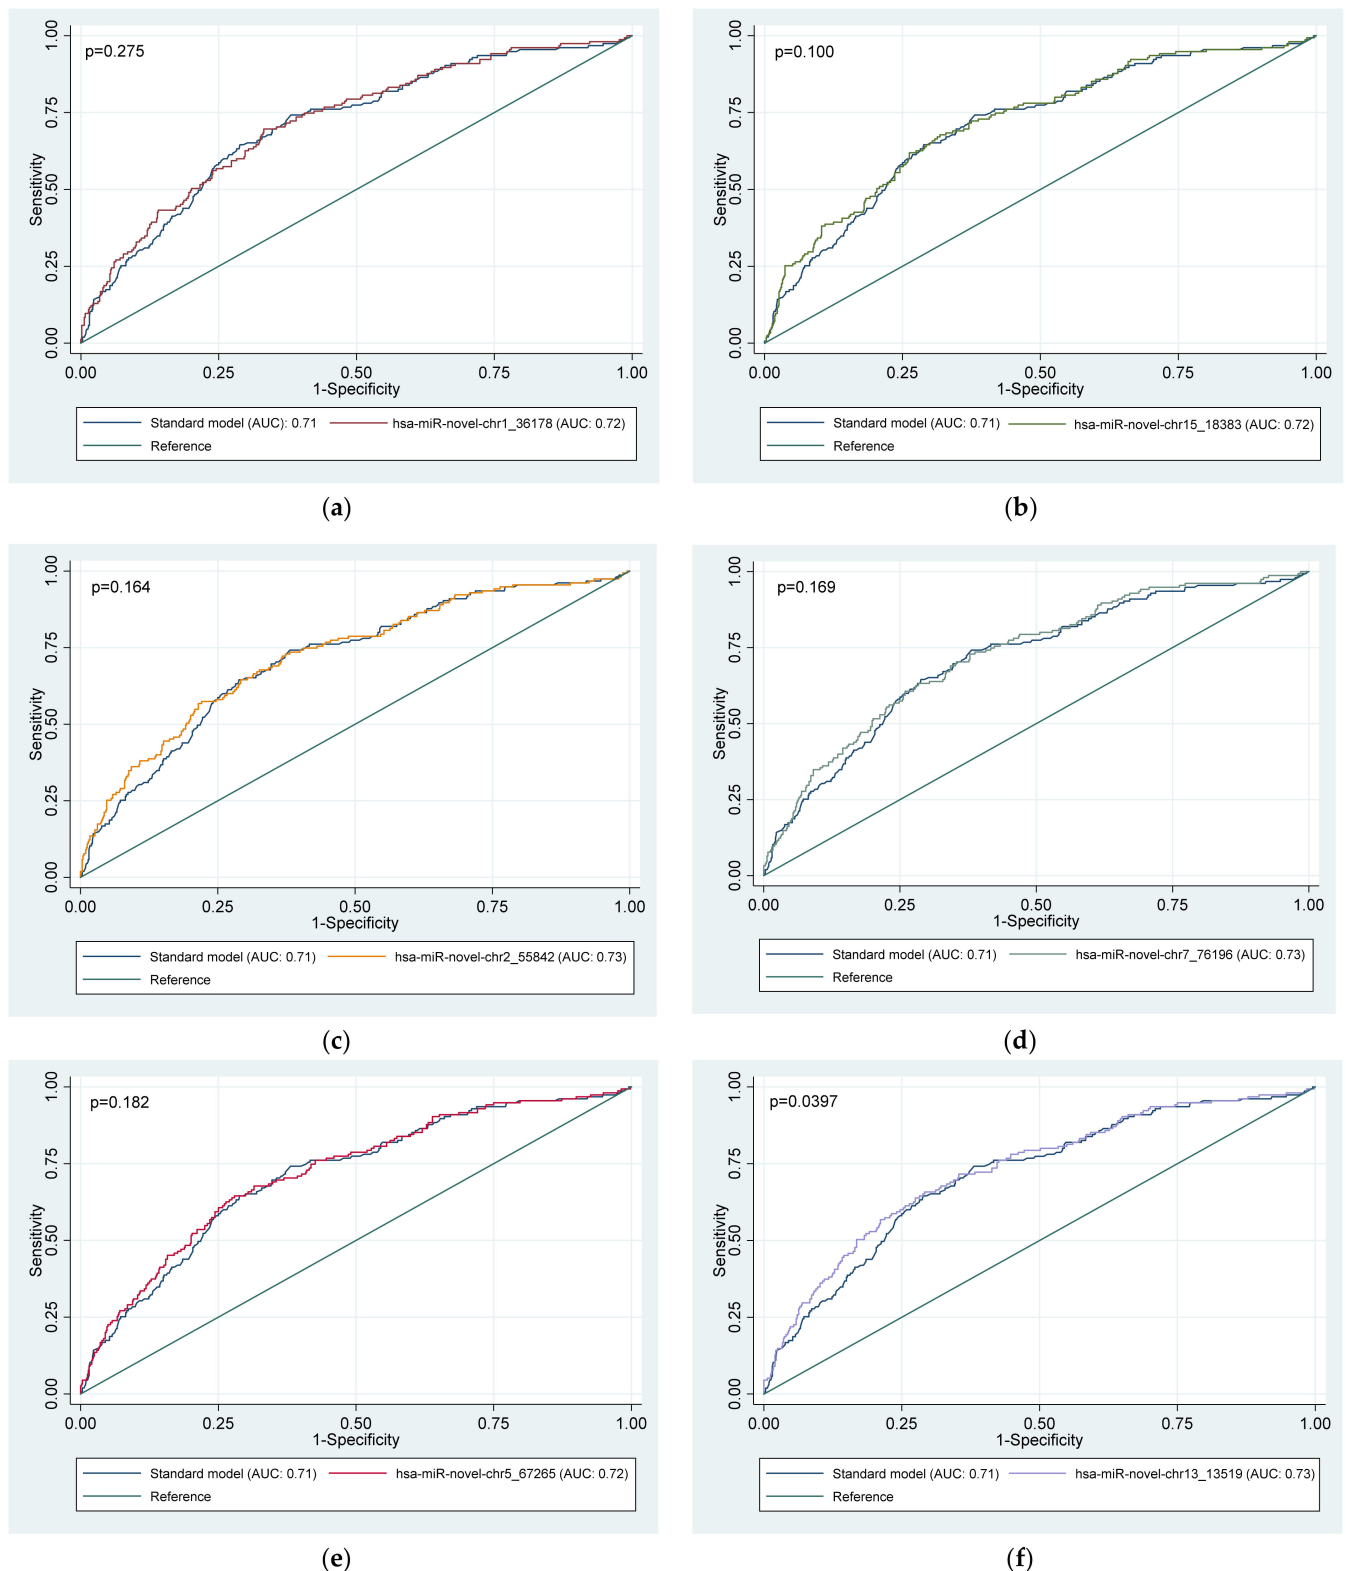 p=0.275
1.00
0.75
0.50
0.25
0.00
Sensitivity
0.00 0.25 0.50 0.75 1.00
1-Specificity
Standard model (AUC): 0.71 hsa-miR-novel-chr1_36178 (AUC: 0.72)
Reference
(a)
p=0.100
1.00
0.75
0.50
0.25
0.00
Sensitivity
0.00 0.25 0.50 0.75 1.00
1-Specificity
Standard model (AUC: 0.71) hsa-miR-novel-chr15_18383 (AUC: 0.72)
Reference
(b)
p=0.164
1.00
0.75
0.50
0.25
0.00
Sensitivity
0.00 0.25 0.50 0.75 1.00
1-Specificity
Standard model (AUC: 0.71) hsa-miR-novel-chr2_55842 (AUC: 0.73)
Reference
(c)
p=0.169
1.00
0.75
0.50
0.25
0.00
Sensitivity
0.00 0.25 0.50 0.75 1.00
1-Specificity
Standard model (AUC: 0.71) hsa-miR-novel-chr7_76196 (AUC: 0.73)
Reference
(d)
p=0.182
1.00
0.75
0.50
0.25
0.00
Sensitivity
0.00 0.25 0.50 0.75 1.00
1-Specificity
Standard model (AUC: 0.71) hsa-miR-novel-chr5_67265 (AUC: 0.72)
Reference
(e)
p=0.0397
1.00
0.75
0.50
0.25
0.00
Sensitivity
0.00 0.25 0.50 0.75 1.00
1-Specificity
Standard model (AUC: 0.71) hsa-miR-novel-chr13_13519 (AUC: 0.73)
Reference
(f)